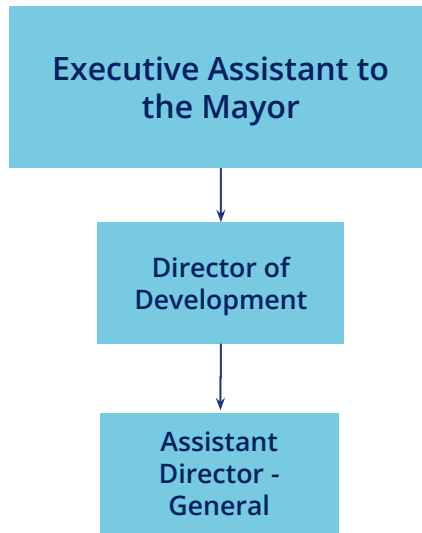 Executive Assistant to
the Mayor
Director of
Development
Assistant
Director -
General